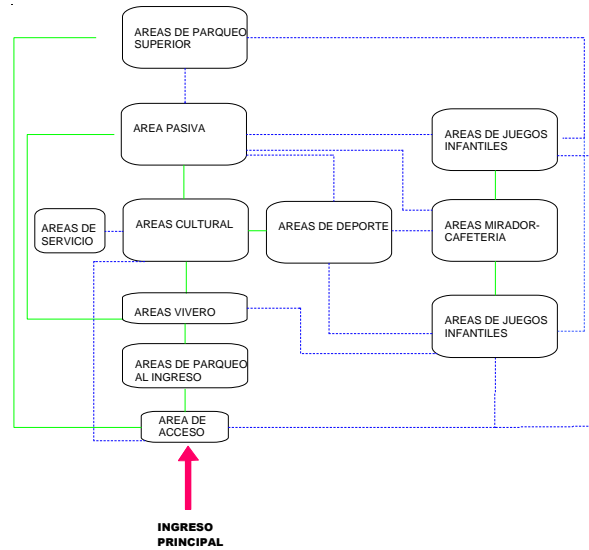 AREAS DE PARQUEO
SUPERIOR
AREA PASIVA
AREAS DE JUEGOS
INFANTILES
AREAS DE
SERVICIO
AREAS CULTURAL
AREAS DE DEPORTE
AREAS MIRADOR-
CAFETERIA
AREAS VIVERO
AREAS DE JUEGOS
INFANTILES
AREAS DE PARQUEO
AL INGRESO
AREA DE
ACCESO
INGRESO
PRINCIPAL